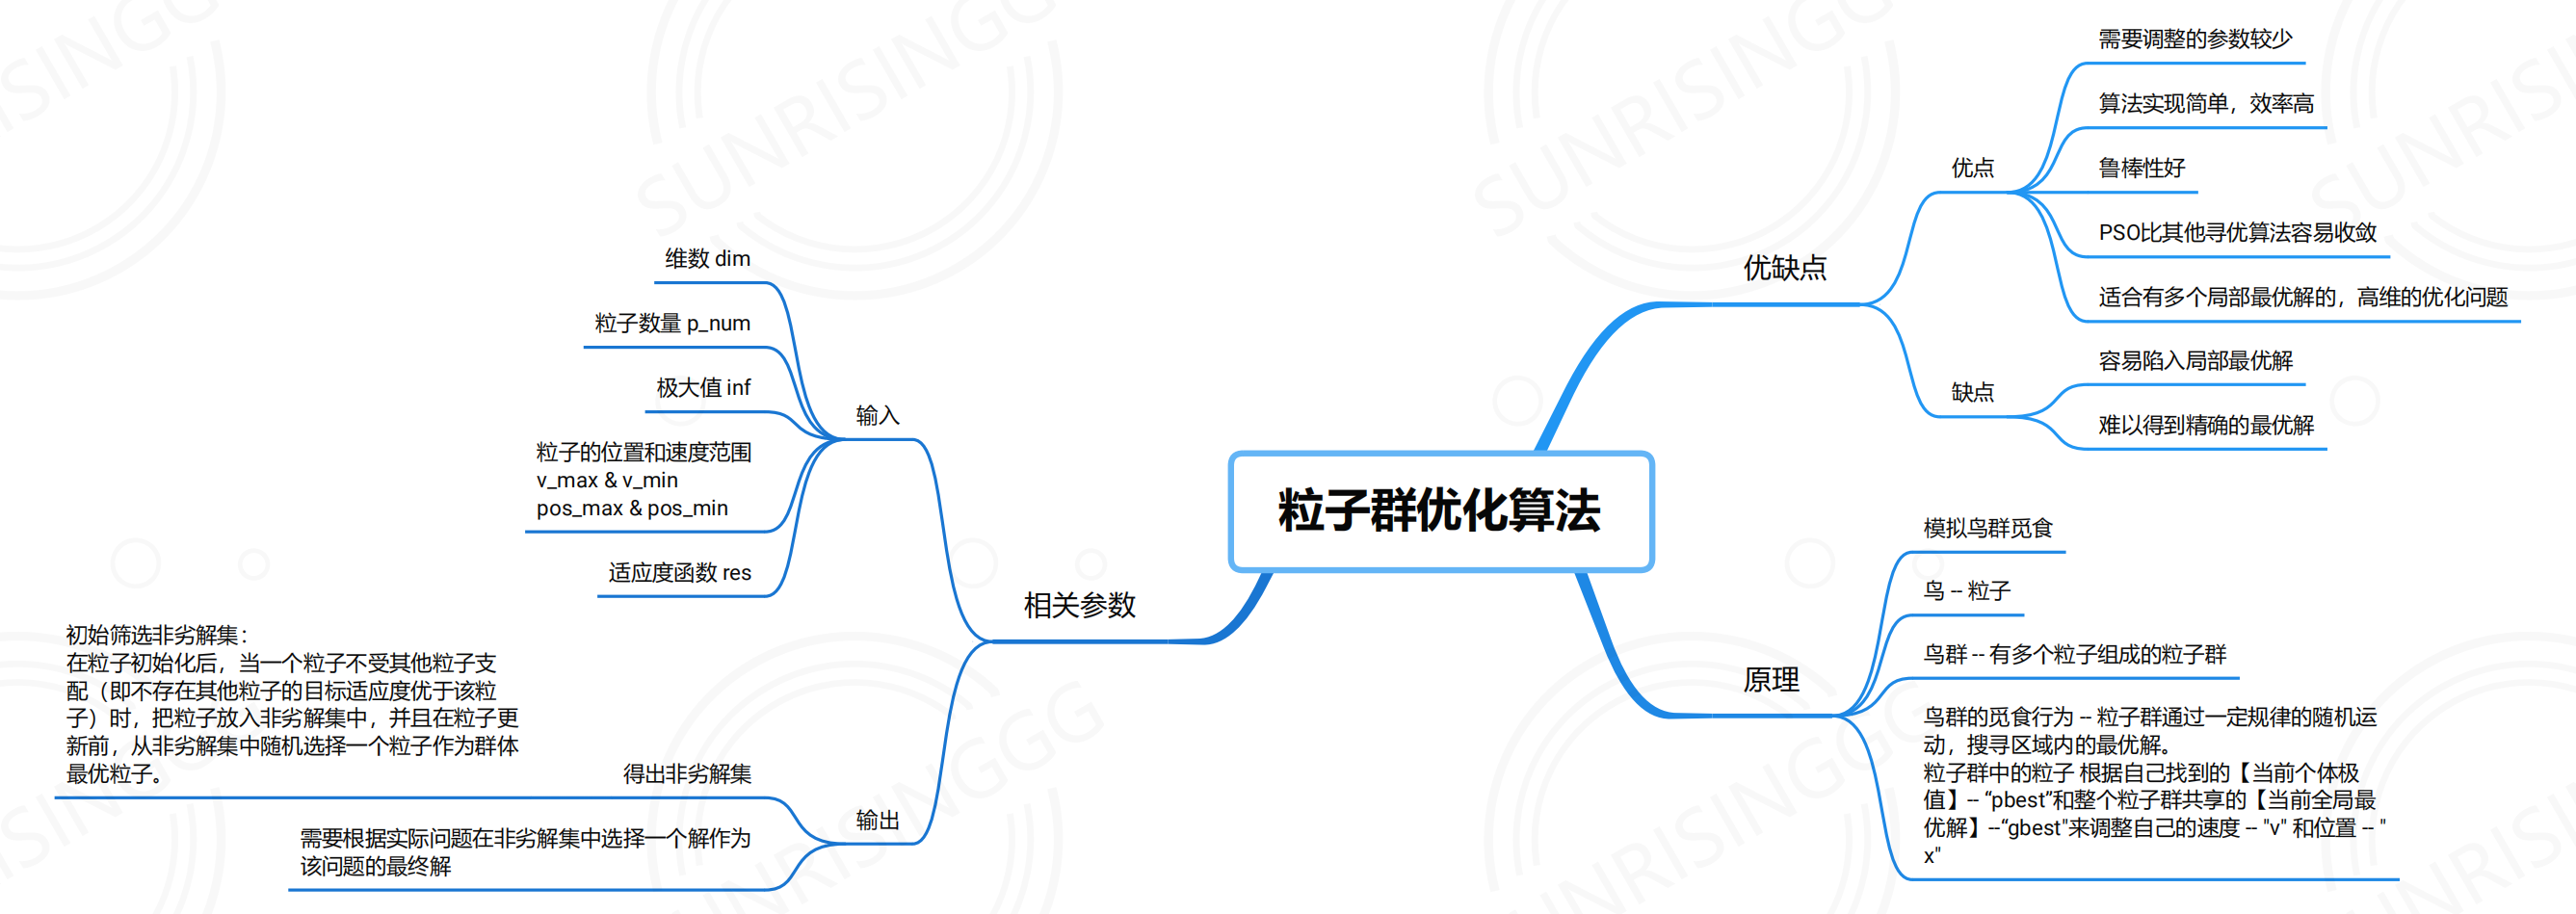 粒子群优化算法
优缺点
优点
需要调整的参数较少
算法实现简单，效率高
鲁棒性好
PSO比其他寻优算法容易收敛
适合有多个局部最优解的，高维的优化问题
缺点
容易陷入局部最优解
难以得到精确的最优解
原理
模拟鸟群觅食
鸟 -- 粒子
鸟群 -- 有多个粒子组成的粒子群
鸟群的觅食行为 -- 粒子群通过一定规律的随机运
动，搜寻区域内的最优解。
粒子群中的粒子 根据自己找到的【当前个体极
值】-- “pbest”和整个粒子群共享的【当前全局最
优解】--“gbest"来调整自己的速度 -- "v" 和位置 -- "
x"
相关参数
输入
维数 dim
粒子数量 p_num
极大值 inf
粒子的位置和速度范围
v_max & v_min
pos_max & pos_min
适应度函数 res
输出
得出非劣解集
初始筛选非劣解集：
在粒子初始化后，当一个粒子不受其他粒子支
配（即不存在其他粒子的目标适应度优于该粒
子）时，把粒子放入非劣解集中，并且在粒子更
新前，从非劣解集中随机选择一个粒子作为群体
最优粒子。
需要根据实际问题在非劣解集中选择一个解作为
该问题的最终解
SUNRISINGG
SUNRISINGG